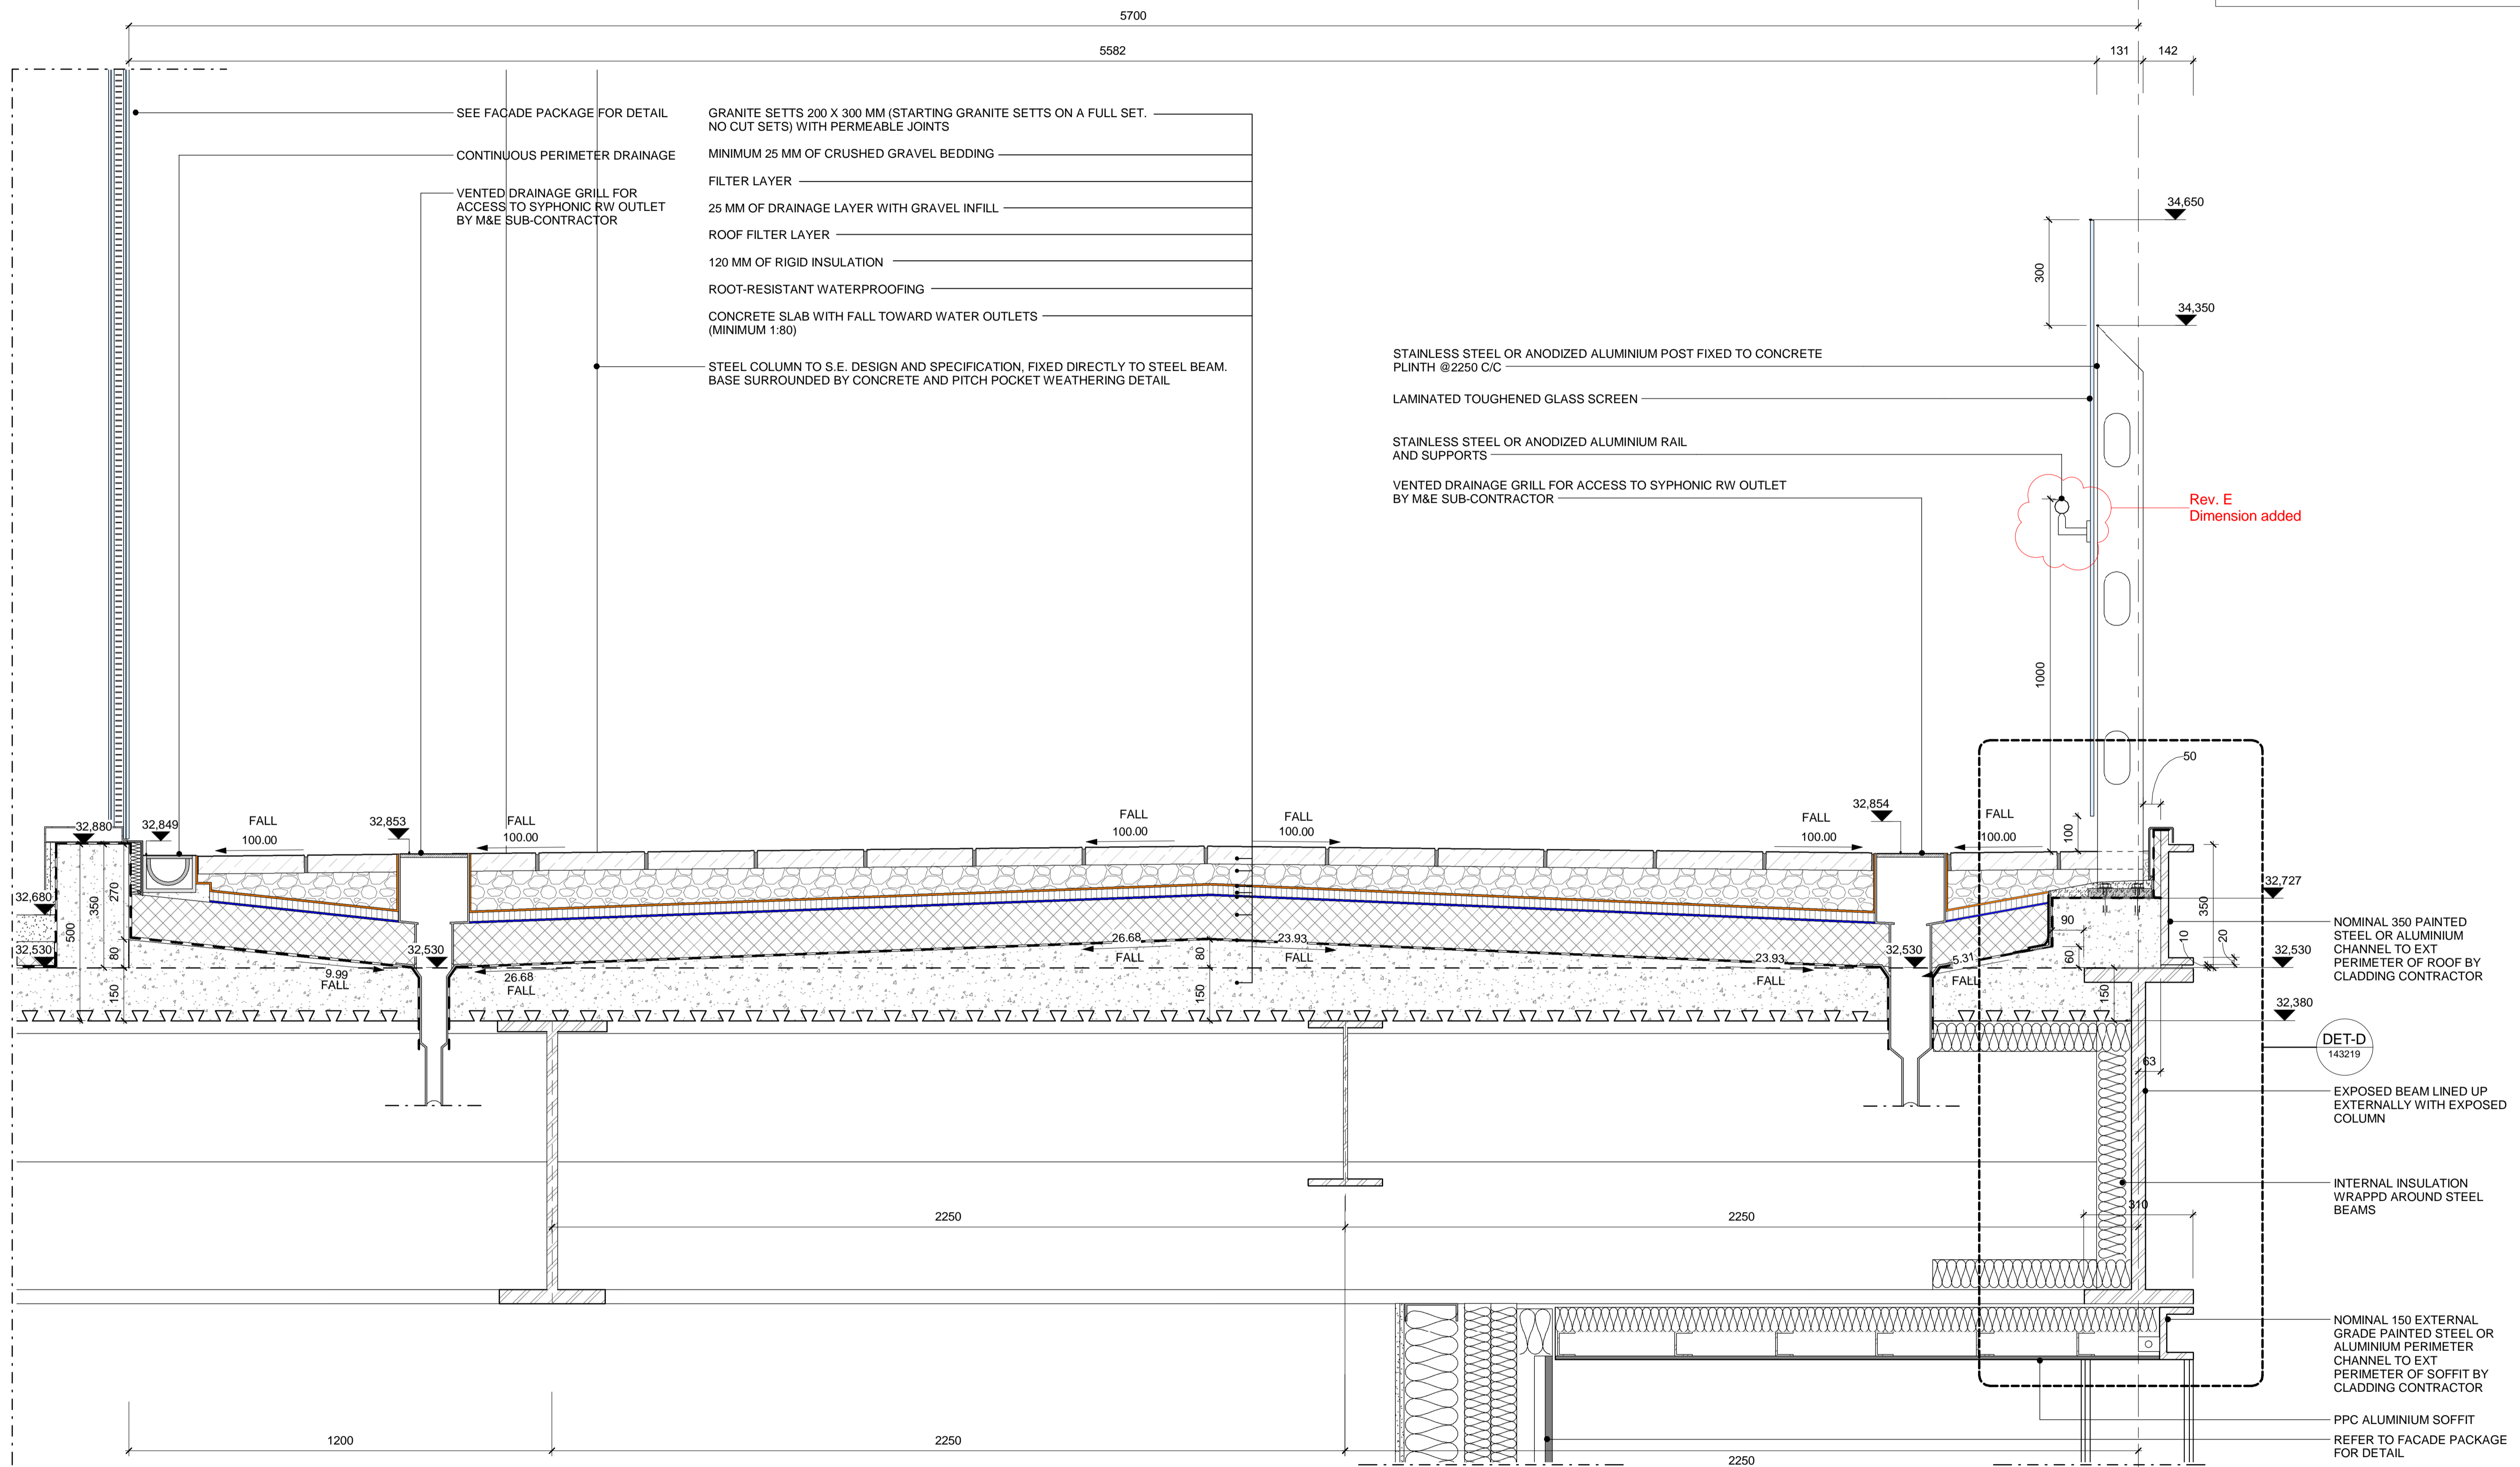 5700
5582
131
142
SEE FACADE PACKAGE FOR DETAIL
CONTINUOUS PERIMETER DRAINAGE
VENTED DRAINAGE GRILL FOR
ACCESS TO SYPHONIC RW OUTLET
BY M&E SUB-CONTRACTOR
GRANITE SETTS 200 X 300 MM (STARTING GRANITE SETTS ON A FULL SET.
NO CUT SETS) WITH PERMEABLE JOINTS
MINIMUM 25 MM OF CRUSHED GRAVEL BEDDING
FILTER LAYER
25 MM OF DRAINAGE LAYER WITH GRAVEL INFILL
ROOF FILTER LAYER
120 MM OF RIGID INSULATION
ROOT-RESISTANT WATERPROOFING
CONCRETE SLAB WITH FALL TOWARD WATER OUTLETS
(MINIMUM 1:80)
STEEL COLUMN TO S.E. DESIGN AND SPECIFICATION, FIXED DIRECTLY TO STEEL BEAM.
BASE SURROUNDED BY CONCRETE AND PITCH POCKET WEATHERING DETAIL
STAINLESS STEEL OR ANODIZED ALUMINIUM POST FIXED TO CONCRETE
PLINTH @2250 C/C
LAMINATED TOUGHENED GLASS SCREEN
STAINLESS STEEL OR ANODIZED ALUMINIUM RAIL
AND SUPPORTS
VENTED DRAINAGE GRILL FOR ACCESS TO SYPHONIC RW OUTLET
BY M&E SUB-CONTRACTOR
34,650
300
34,350
Rev. E
Dimension added
1000
50
100
32,880
32,849
FALL
100.00
32,853
FALL
100.00
FALL
100.00
FALL
100.00
FALL
100.00
32,854
FALL
100.00
32,680
32,530
500
350
270
80
150
9.99
FALL
32,530
26.68
FALL
26.68
FALL
80
150
23.93
FALL
23.93
FALL
32,530
5.31
FALL
90
60
150
10
20
350
32,727
32,530
32,380
63
NOMINAL 350 PAINTED
STEEL OR ALUMINIUM
CHANNEL TO EXT
PERIMETER OF ROOF BY
CLADDING CONTRACTOR
DET-D
143219
EXPOSED BEAM LINED UP
EXTERNALLY WITH EXPOSED
COLUMN
INTERNAL INSULATION
WRAPPD AROUND STEEL
BEAMS
310
2250
2250
NOMINAL 150 EXTERNAL
GRADE PAINTED STEEL OR
ALUMINIUM PERIMETER
CHANNEL TO EXT
PERIMETER OF SOFFIT BY
CLADDING CONTRACTOR
PPC ALUMINIUM SOFFIT
REFER TO FACADE PACKAGE
FOR DETAIL
1200
2250
2250